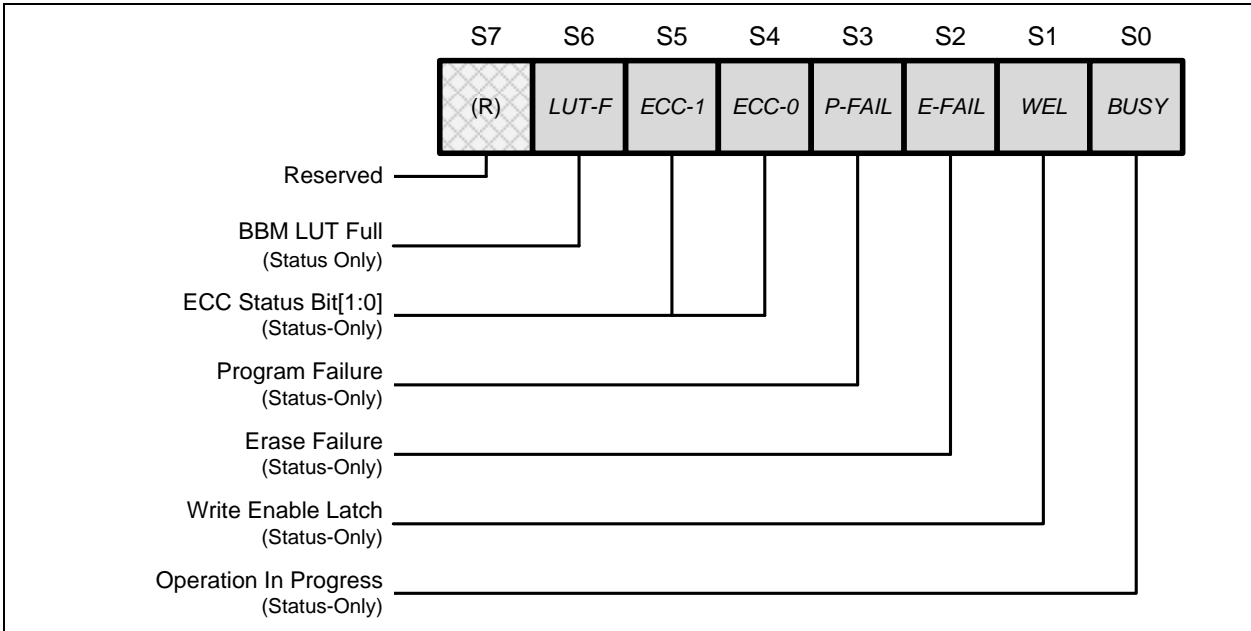 S7 S6 S5 S4 S3 S2 S1 S0
(R) LUT-F ECC-1 ECC-0 P-FAIL E-FAIL WEL BUSY
Reserved
BBM LUT Full
(Status Only)
ECC Status Bit[1:0]
(Status-Only)
Program Failure
(Status-Only)
Erase Failure
(Status-Only)
Write Enable Latch
(Status-Only)
Operation In Progress
(Status-Only)